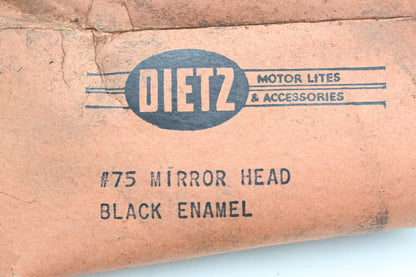 DIETZ
MOTOR LITES
& ACCESSORIES
#75 MIRROR HEAD
BLACK ENAMEL